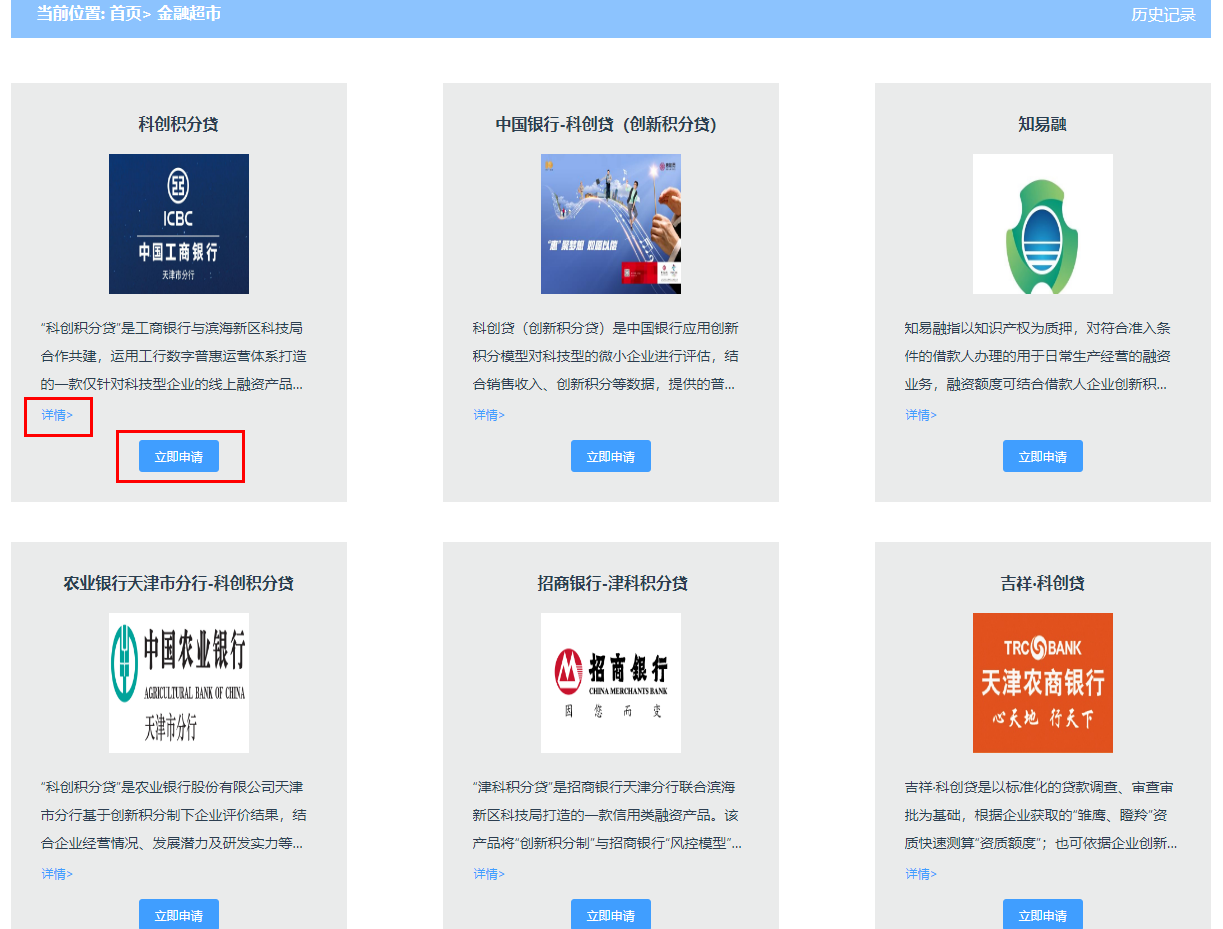 当前位置: 首页> 金融超市
历史记录
科创积分贷
ICBC
中国工商银行
天津市分行
“科创积分贷”是工商银行与滨海新区科技局
合作共建，运用工行数字普惠运营体系打造
的一款仅针对科技型企业的线上融资产品...
详情>
立即申请
中国银行-科创贷（创新积分贷）
科创贷（创新积分贷）是中国银行应用创新
积分模型对科技型的微小企业进行评估，结
合销售收入、创新积分等数据，提供的普...
详情>
立即申请
知易融
知易融指以知识产权为质押，对符合准入条
件的借款人办理的用于日常生产经营的融资
业务，融资额度可结合借款人企业创新积...
详情>
立即申请
农业银行天津市分行-科创积分贷
中国农业银行
AGRICULTURAL BANK OF CHINA
天津市分行
“科创积分贷”是农业银行股份有限公司天津
市分行基于创新积分制下企业评价结果，结
合企业经营情况、发展潜力及研发实力等...
详情>
立即申请
招商银行-津科积分贷
招商银行
CHINA MERCHANTS BANK
因您而变
“津科积分贷”是招商银行天津分行联合滨海
新区科技局打造的一款信用类融资产品。该
产品将“创新积分制”与招商银行“风控模型”...
详情>
立即申请
吉祥·科创贷
TRC BANK
天津农商银行
心天地 行天下
吉祥·科创贷是以标准化的贷款调查、审查审
批为基础，根据企业获取的“雏鹰、瞪羚”资
质快速测算“资质额度”；也可依据企业创新...
详情>
立即申请